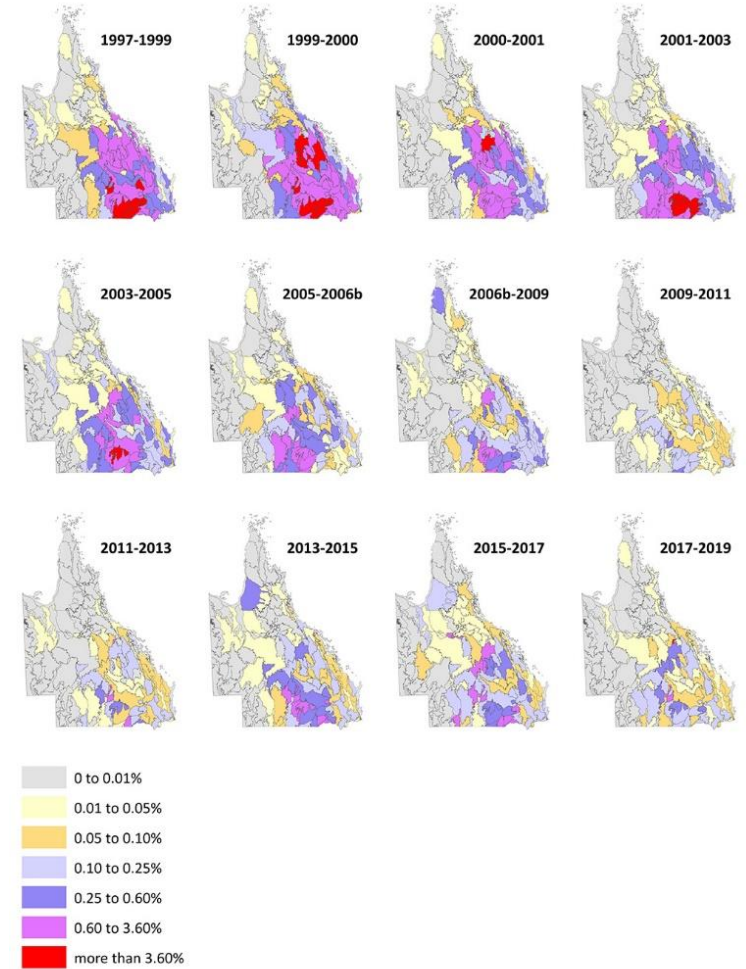 1997-1999
1999-2000
2000-2001
2001-2003
2003-2005
2005-2006b
2006b-2009
2009-2011
2011-2013
2013-2015
2015-2017
2017-2019
0 to 0.01%
0.01 to 0.05%
0.05 to 0.10%
0.10 to 0.25%
0.25 to 0.60%
0.60 to 3.60%
more than 3.60%